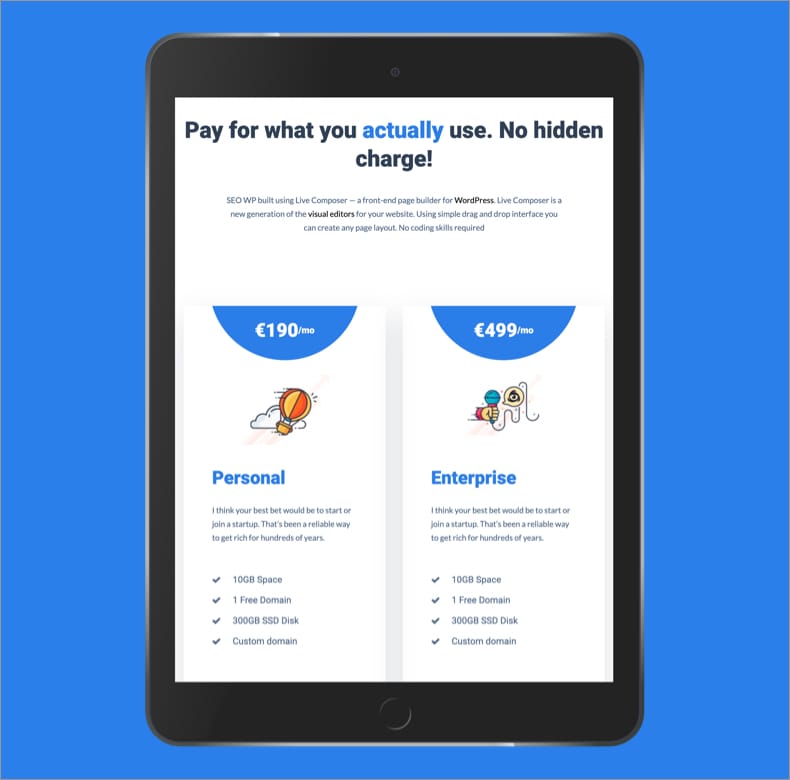 Pay for what you actually use. No hidden
charge!
SEO WP built using Live Composer — a front-end page builder for WordPress. Live Composer is a
new generation of the visual editors for your website. Using simple drag and drop interface you
can create any page layout. No coding skills required
€190/mo
Personal
I think your best bet would be to start or
join a startup. That's been a reliable way
to get rich for hundreds of years.
10GB Space
1 Free Domain
300GB SSD Disk
Custom domain
€499/mo
Enterprise
I think your best bet would be to start or
join a startup. That's been a reliable way
to get rich for hundreds of years.
10GB Space
1 Free Domain
300GB SSD Disk
Custom domain